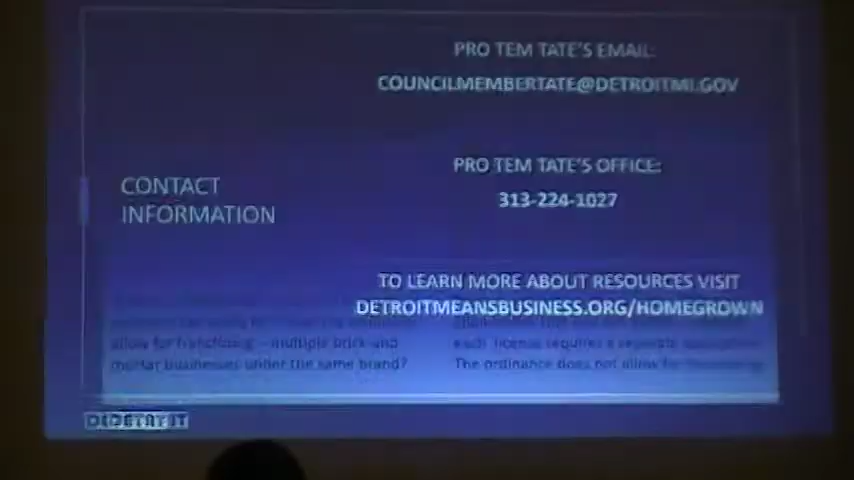 PRO TEM TATE'S EMAIL:
COUNCILMEMBERTATE@DETROITMI.GOV
CONTACT
INFORMATION
PRO TEM TATE'S OFFICE:
313-224-1027
TO LEARN MORE ABOUT RESOURCES VISIT
DETROITMEANSBUSINESS.ORG/HOMEGROWN
allow for franchising – multiple brick-and
mortar businesses under the same brand?
each license requires a separate
The ordinance does not allow for